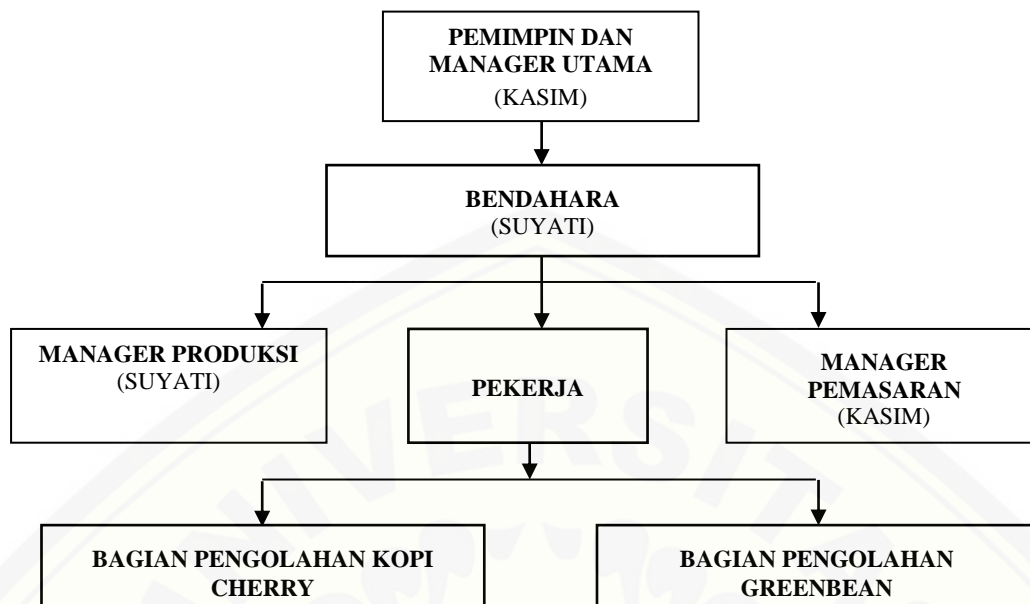 PEMIMPIN DAN
MANAGER UTAMA
(KASIM)
BENDAHARA
(SUYATI)
MANAGER PRODUKSI
(SUYATI)
PEKERJA
MANAGER
PEMASARAN
(KASIM)
BAGIAN PENGOLAHAN KOPI
CHERRY
BAGIAN PENGOLAHAN
GREENBEAN